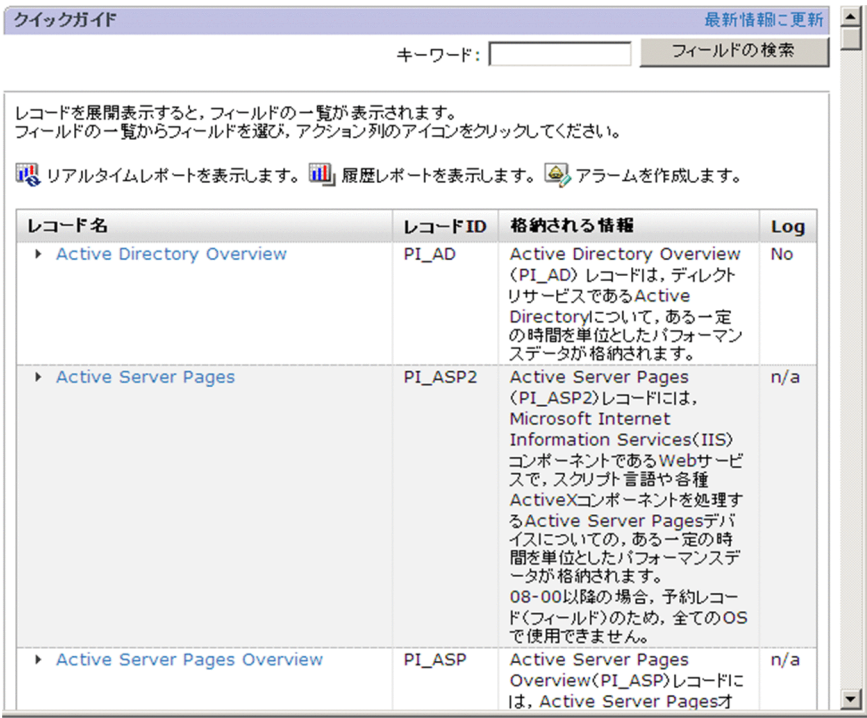 クイックガイド 最新情報に更新
キーワード: フィールドの検索
レコードを展開表示すると,フィールドの一覧が表示されます。
フィールドの一覧からフィールドを選び,アクション列のアイコンをクリックしてください。
リアルタイムレポートを表示します。 履歴レポートを表示します。 アラームを作成します。
レコード名 レコードID 格納される情報 Log
Active Directory Overview PI_AD Active Directory Overview No
(PI_AD) レコードは,ディレクト
リサービスであるActive
Directoryについて,ある一定
の時間を単位としたパフォーマン
スデータが格納されます。
Active Server Pages PI_ASP2 Active Server Pages n/a
(PI_ASP2)レコードには,
Microsoft Internet
Information Services(IIS)
コンポーネントであるWebサービ
スで,スクリプト言語や各種
ActiveXコンポーネントを処理す
るActive Server Pagesデバ
イスについての,ある一定の時
間を単位としたパフォーマンスデ
ータが格納されます。
08-00以降の場合,予約レコー
ド(フィールド)のため,全てのOS
で使用できません。
Active Server Pages Overview PI_ASP Active Server Pages n/a
Overview(PI_ASP)レコードに
は,Active Server Pagesオ